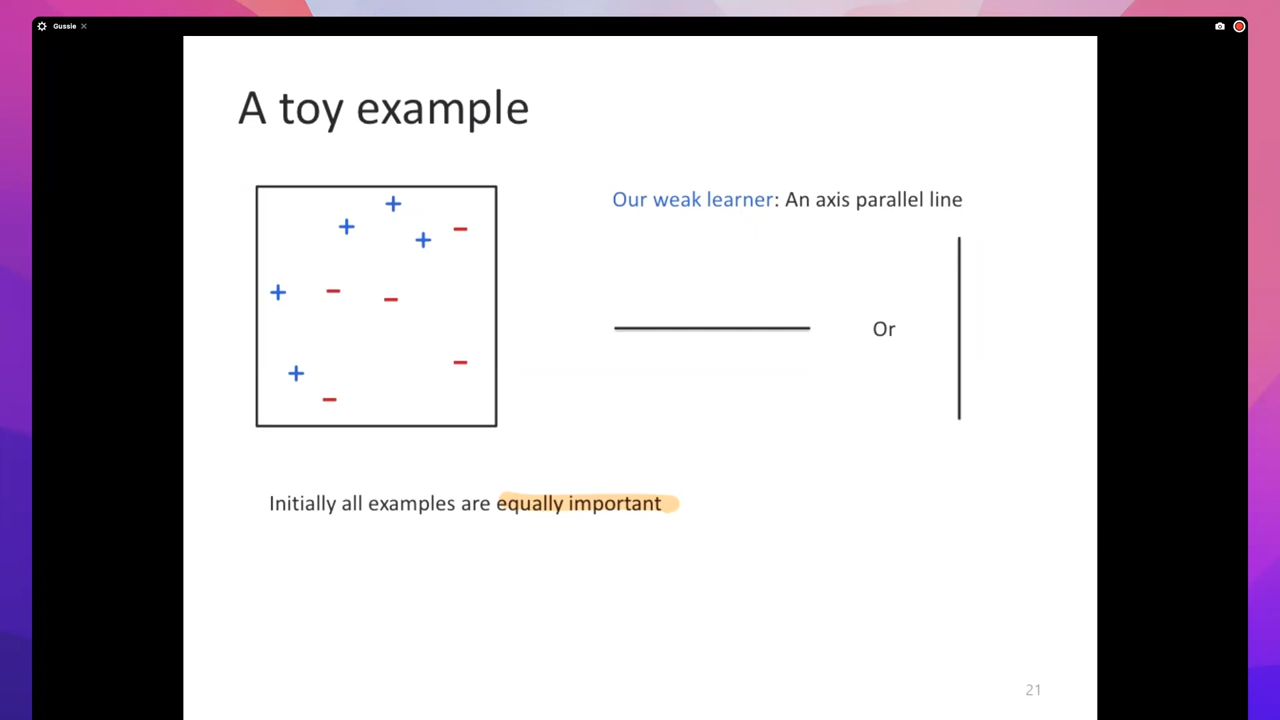 Gussie
A toy example
Our weak learner: An axis parallel line
+
+
+
−
+
−
−
Or
−
+
−
Initially all examples are equally important
21